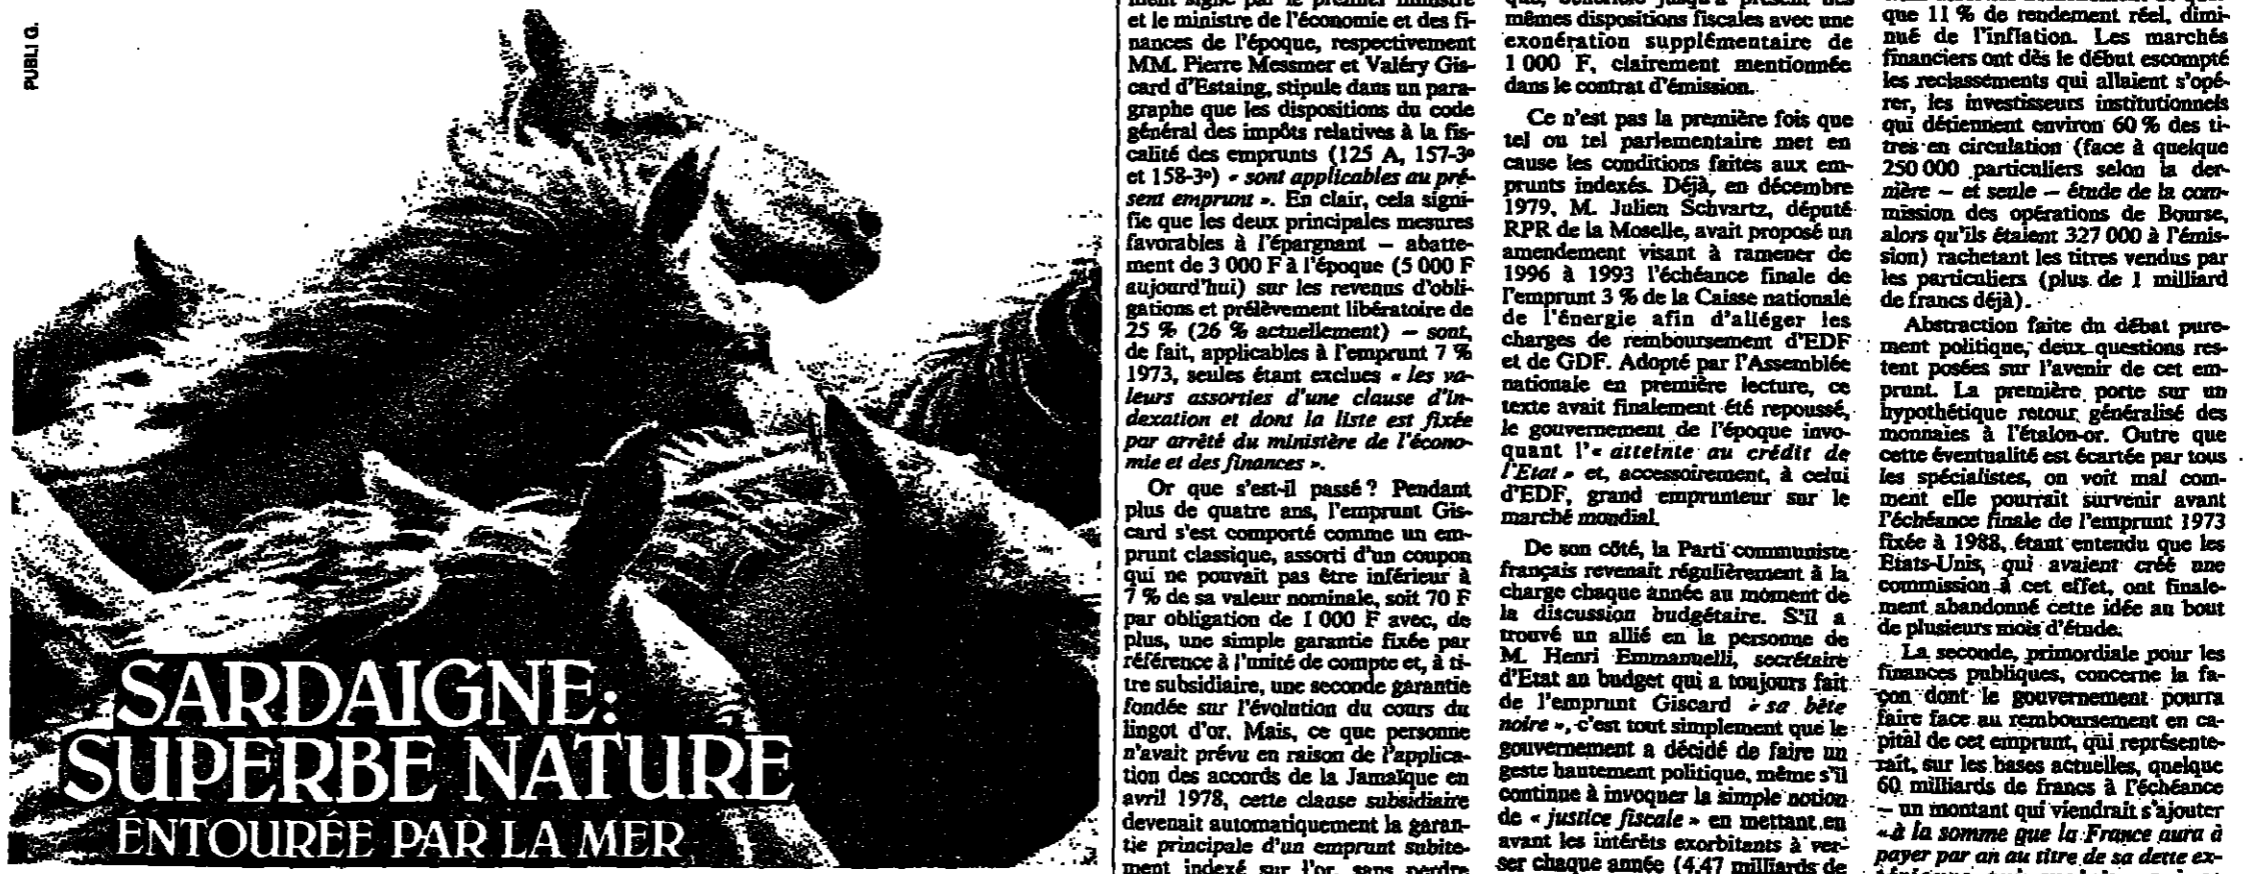 PUBLI G.
SARDAIGNE:
SUPERBE NATURE
ENTOURÉE PAR LA MER
ment signé par le premier ministre
et le ministre de l'économie et des fi-
nances de l'époque, respectivement
MM. Pierre Messmer et Valéry Gis-
card d'Estaing, stipule dans un para-
graphe que les dispositions du code
général des impôts relatives à la fis-
calité des emprunts (125 A, 157-3º
et 158-3º) « sont applicables au pré-
sent emprunt ». En clair, cela signi-
fie que les deux principales mesures
favorables à l'épargnant – abatte-
ment de 3 000 F à l'époque (5 000 F
aujourd'hui) sur les revenus d'obli-
gations et prélèvement libératoire de
25 % (26 % actuellement) – sont,
de fait, applicables à l'emprunt 7 %
1973, seules étant exclues « les va-
leurs assorties d'une clause d'in-
dexation et dont la liste est fixée
par arrêté du ministère de l'écono-
mie et des finances ».
Or que s'est-il passé ? Pendant
plus de quatre ans, l'emprunt Gis-
card s'est comporté comme un em-
prunt classique, assorti d'un coupon
qui ne pouvait pas être inférieur à
7 % de sa valeur nominale, soit 70 F
par obligation de 1 000 F avec, de
plus, une simple garantie fixée par
référence à l'unité de compte et, à ti-
tre subsidiaire, une seconde garantie
fondée sur l'évolution du cours du
lingot d'or. Mais, ce que personne
n'avait prévu en raison de l'applica-
tion des accords de la Jamaïque en
avril 1978, cette clause subsidiaire
devenait automatiquement la garan-
tie principale d'un emprunt subite-
ment indexé sur l'or, sans perdre
que, bénéficie jusqu'à présent des
mêmes dispositions fiscales avec une
exonération supplémentaire de
1 000 F, clairement mentionnée
dans le contrat d'émission.
Ce n'est pas la première fois que
tel ou tel parlementaire met en
cause les conditions faites aux em-
prunts indexés. Déjà, en décembre
1979, M. Julien Schvartz, député
RPR de la Moselle, avait proposé un
amendement visant à ramener de
1996 à 1993 l'échéance finale de
l'emprunt 3 % de la Caisse nationale
de l'énergie afin d'alléger les
charges de remboursement d'EDF
et de GDF. Adopté par l'Assemblée
nationale en première lecture, ce
texte avait finalement été repoussé,
le gouvernement de l'époque invo-
quant l'« atteinte au crédit de
l'Etat » et, accessoirement, à celui
d'EDF, grand emprunteur sur le
marché mondial.
De son côté, la Parti communiste
français revenait régulièrement à la
charge chaque année au moment de
la discussion budgétaire. S'il a
trouvé un allié en la personne de
M. Henri Emmanuelli, secrétaire
d'Etat au budget qui a toujours fait
de l'emprunt Giscard « sa bête
noire », c'est tout simplement que le
gouvernement a décidé de faire un
geste hautement politique, même s'il
continue à invoquer la simple notion
de « justice fiscale » en mettant en
avant les intérêts exorbitants à ver-
ser chaque année (4,47 milliards de
que 11 % de rendement réel, dimi-
nué de l'inflation. Les marchés
financiers ont dès le début escompté
les reclassements qui allaient s'opé-
rer, les investisseurs institutionnels
qui détiennent environ 60 % des ti-
tres en circulation (face à quelque
250 000 particuliers selon la der-
nière – et seule – étude de la com-
mission des opérations de Bourse,
alors qu'ils étaient 327 000 à l'émis-
sion) rachetant les titres vendus par
les particuliers (plus de 1 milliard
de francs déjà).
Abstraction faite du débat pure-
ment politique, deux questions res-
tent posées sur l'avenir de cet em-
prunt. La première porte sur un
hypothétique retour généralisé des
monnaies à l'étalon-or. Outre que
cette éventualité est écartée par tous
les spécialistes, on voit mal com-
ment elle pourrait survenir avant
l'échéance finale de l'emprunt 1973
fixée à 1988, étant entendu que les
Etats-Unis, qui avaient créé une
commission à cet effet, ont finale-
ment abandonné cette idée au bout
de plusieurs mois d'étude.
La seconde, primordiale pour les
finances publiques, concerne la fa-
çon dont le gouvernement pourra
faire face au remboursement en ca-
pital de cet emprunt, qui représente-
rait, sur les bases actuelles, quelque
60 milliards de francs à l'échéance
– un montant qui viendrait s'ajouter
« à la somme que la France aura à
payer par an au titre de sa dette ex-